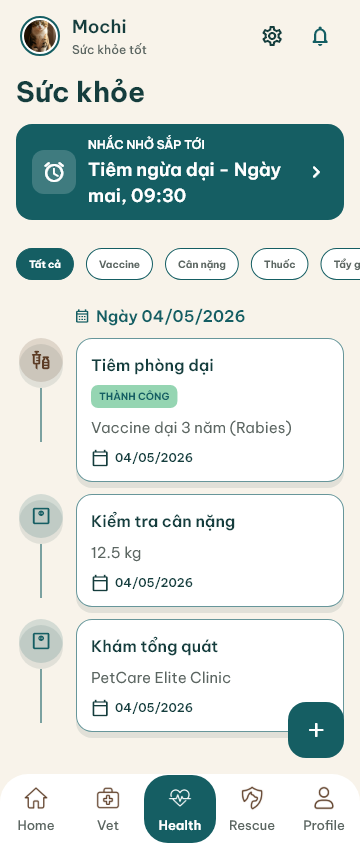 Mochi
Sức khỏe tốt
Sức khỏe
NHẮC NHỞ SẮP TỚI
Tiêm ngừa dại - Ngày
mai, 09:30
Tất cả
Vaccine
Cân nặng
Thuốc
Tẩy g
Ngày 04/05/2026
Tiêm phòng dại
THÀNH CÔNG
Vaccine dại 3 năm (Rabies)
04/05/2026
Kiểm tra cân nặng
12.5 kg
04/05/2026
Khám tổng quát
PetCare Elite Clinic
04/05/2026
+
Home
Vet
Health
Rescue
Profile